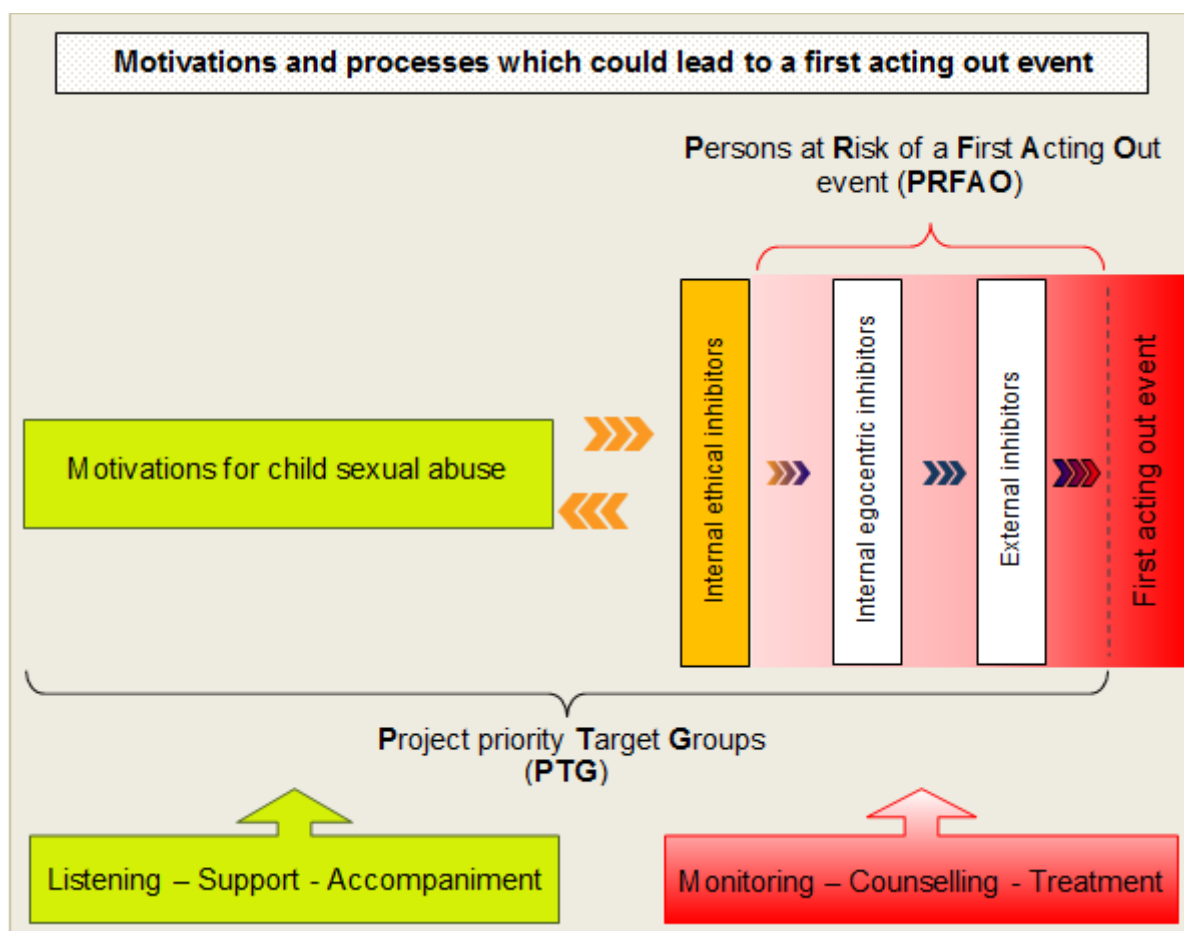 Motivations and processes which could lead to a first acting out event
Persons at Risk of a First Acting Out
event (PRFAO)
Motivations for child sexual abuse
Internal ethical inhibitors
Internal egocentric inhibitors
External inhibitors
First acting out event
Project priority Target Groups
(PTG)
Listening – Support - Accompaniment
Monitoring – Counselling - Treatment